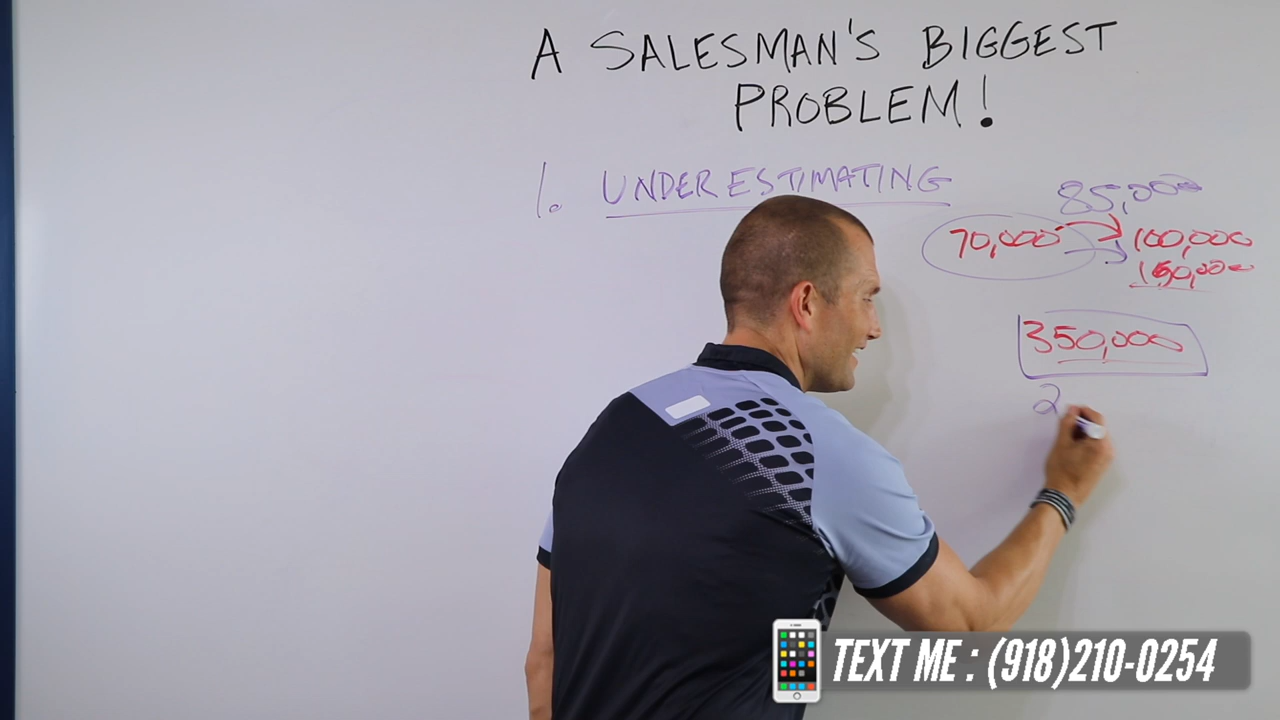 A SALESMAN'S BIGGEST
PROBLEM!
1. UNDERESTIMATING
85,000
70,000 100,000
150,000
350,000
2
TEXT ME : (918)210-0254